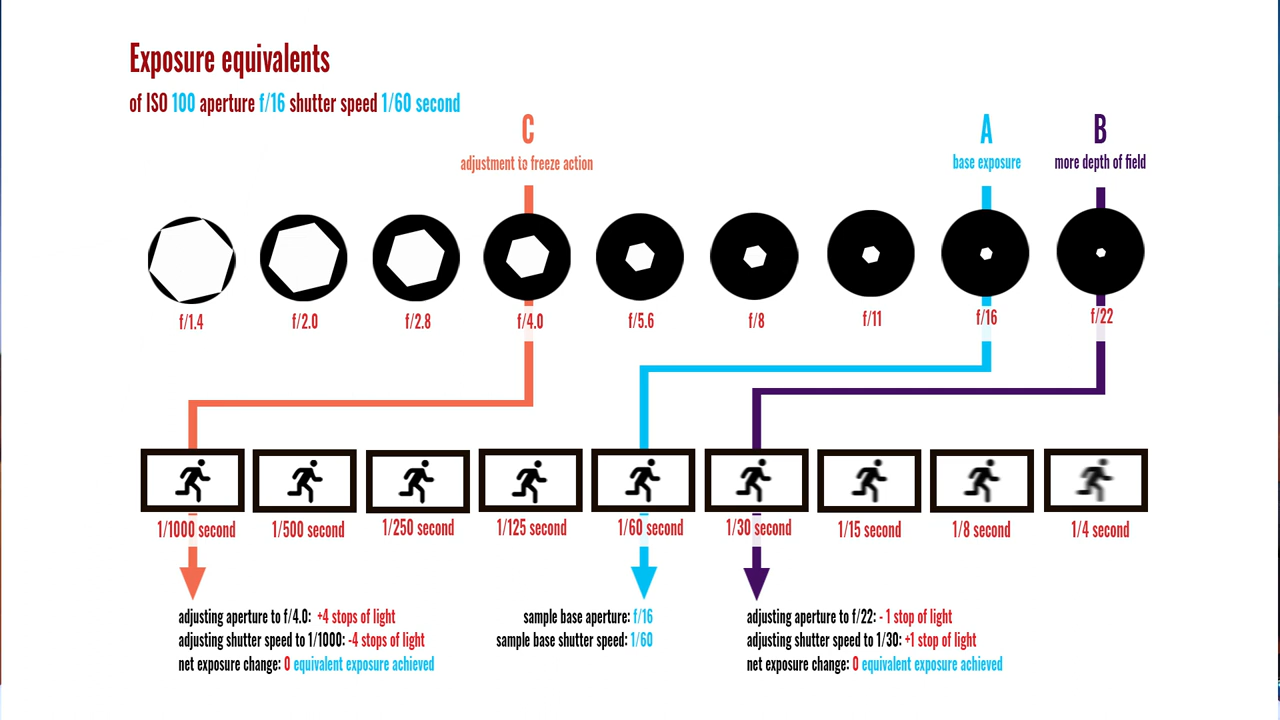 Exposure equivalents
of ISO 100 aperture f/16 shutter speed 1/60 second
C
A
B
adjustment to freeze action
base exposure
more depth of field
f/1.4
f/2.0
f/2.8
f/4.0
f/5.6
f/8
f/11
f/16
f/22
1/1000 second
1/500 second
1/250 second
1/125 second
1/60 second
1/30 second
1/15 second
1/8 second
1/4 second
adjusting aperture to f/4.0: +4 stops of light
adjusting shutter speed to 1/1000: -4 stops of light
net exposure change: 0 equivalent exposure achieved
sample base aperture: f/16
sample base shutter speed: 1/60
adjusting aperture to f/22: - 1 stop of light
adjusting shutter speed to 1/30: +1 stop of light
net exposure change: 0 equivalent exposure achieved